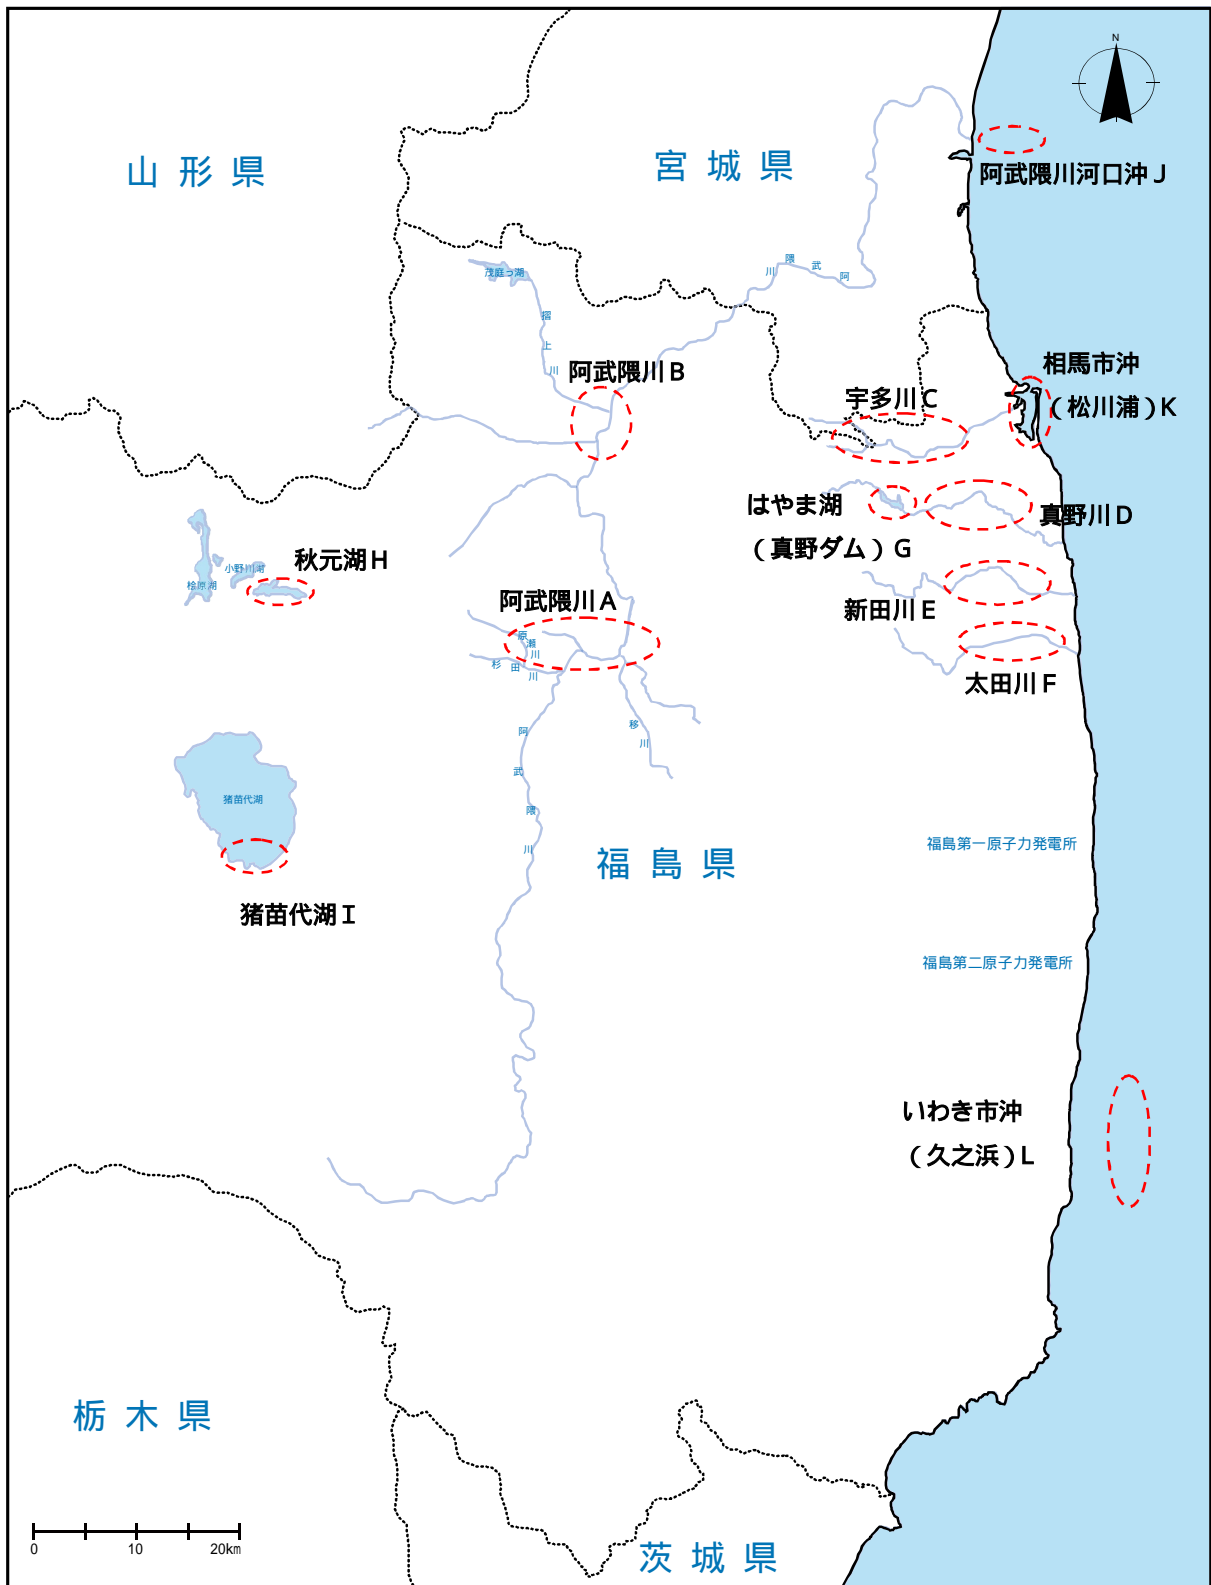 N
山形県
宮城県
阿武隈川河口沖J
茂庭っ湖
阿武隈川
摺上川
阿武隈川B
相馬市沖
(松川浦)K
宇多川C
はやま湖
(真野ダム)G
真野川D
秋元湖H
小野川湖
桧原湖
阿武隈川A
新田川E
原瀬川
杉田川
太田川F
移川
阿武隈川
猪苗代湖
福島県
福島第一原子力発電所
猪苗代湖I
福島第二原子力発電所
いわき市沖
(久之浜)L
栃木県
茨城県
0 10 20km